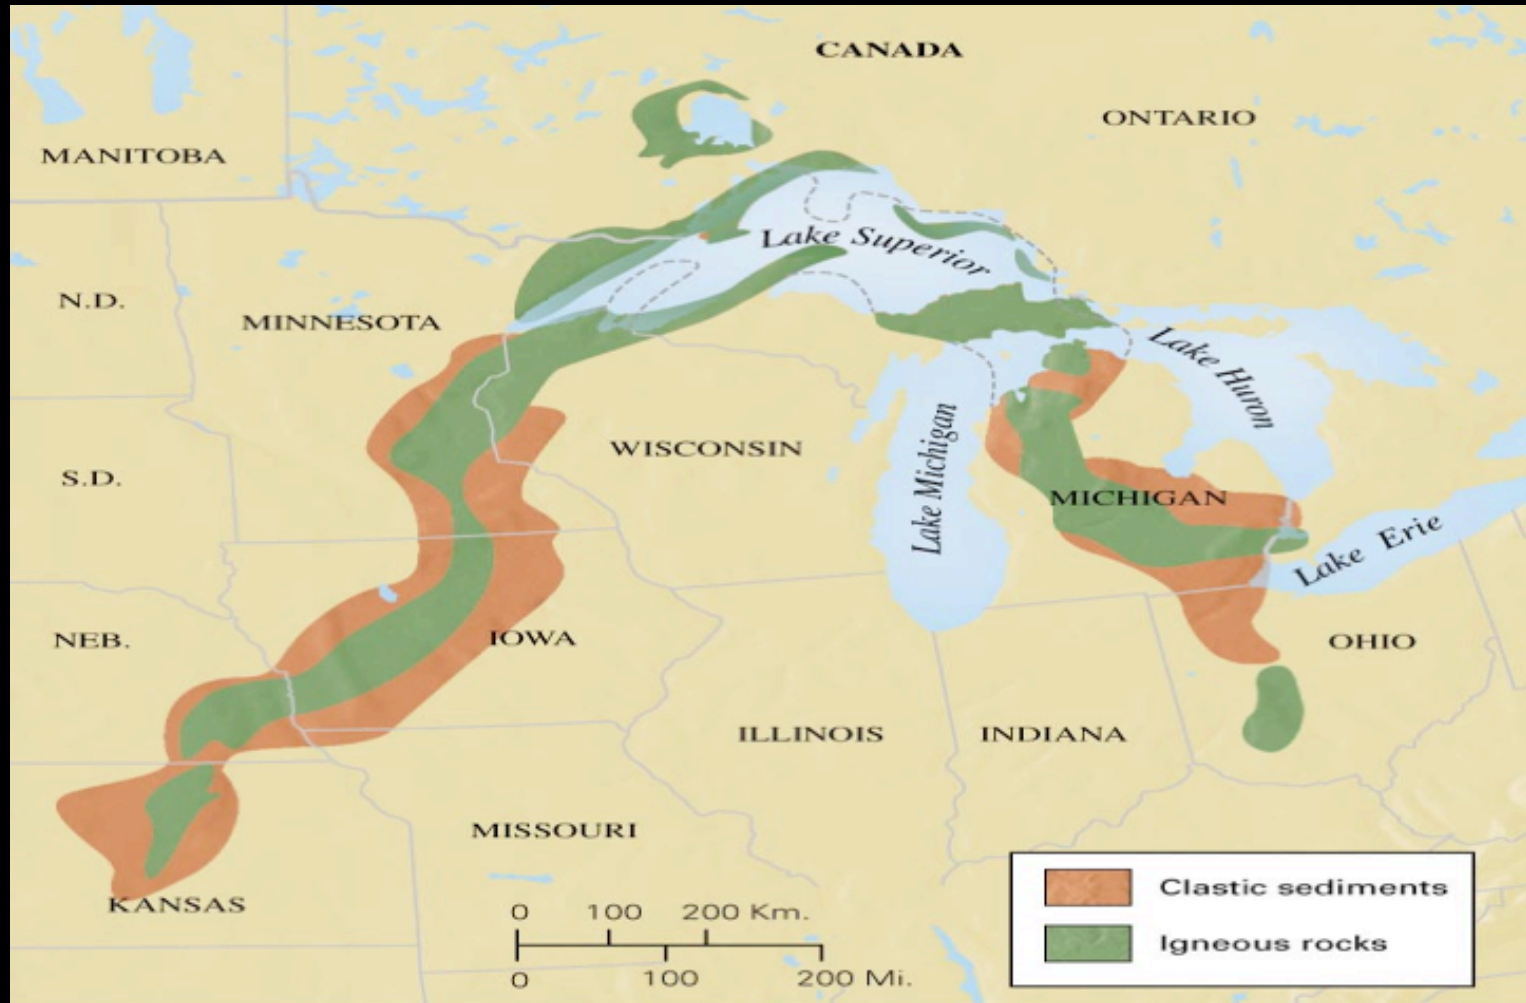 CANADA
ONTARIO
MANITOBA
Lake Superior
N.D.
MINNESOTA
Lake Huron
WISCONSIN
Lake Michigan
S.D.
MICHIGAN
Lake Erie
NEB.
IOWA
OHIO
ILLINOIS
INDIANA
MISSOURI
KANSAS
Clastic sediments
Igneous rocks
0 100 200 Km.
0 100 200 Mi.